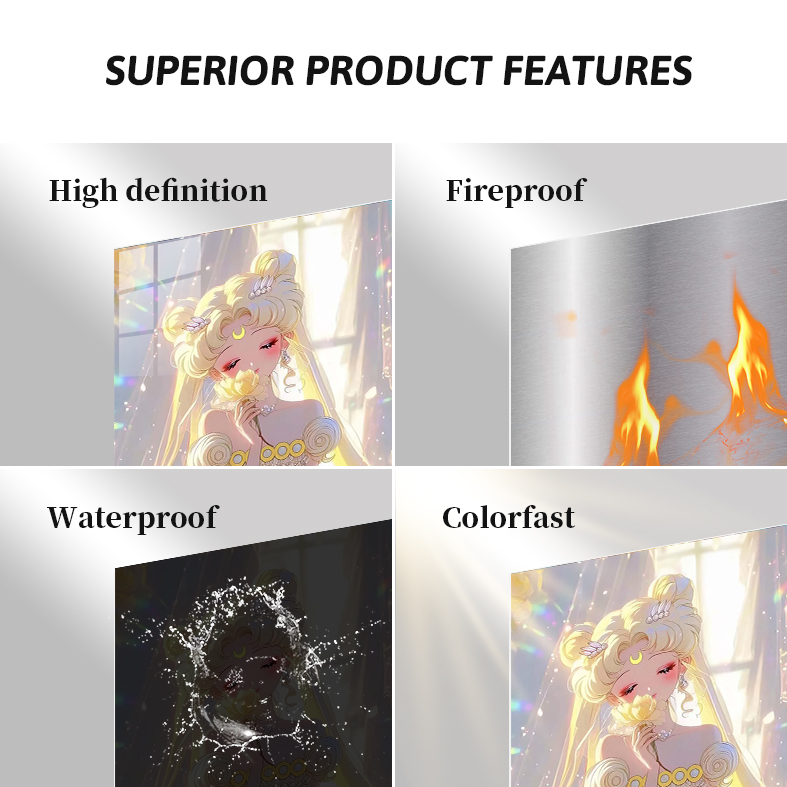 SUPERIOR PRODUCT FEATURES
High definition
Fireproof
Waterproof
Colorfast